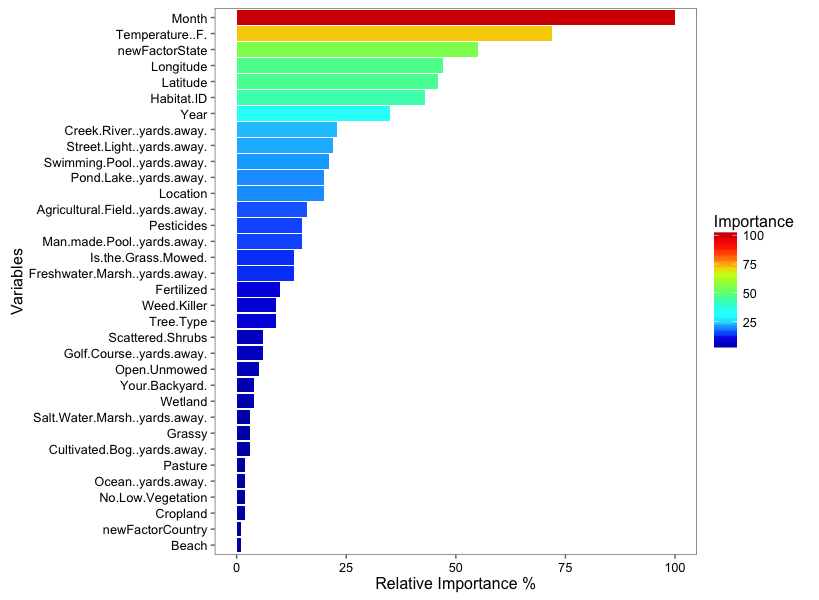 Month
Temperature..F.
newFactorState
Longitude
Latitude
Habitat.ID
Year
Creek.River..yards.away.
Street.Light..yards.away.
Swimming.Pool..yards.away.
Pond.Lake..yards.away.
Location
Agricultural.Field..yards.away.
Pesticides
Man.made.Pool..yards.away.
Is.the.Grass.Mowed.
Freshwater.Marsh..yards.away.
Fertilized
Weed.Killer
Tree.Type
Scattered.Shrubs
Golf.Course..yards.away.
Open.Unmowed
Your.Backyard.
Wetland
Salt.Water.Marsh..yards.away.
Grassy
Cultivated.Bog..yards.away.
Pasture
Ocean..yards.away.
No.Low.Vegetation
Cropland
newFactorCountry
Beach
Variables
0 25 50 75 100
Relative Importance %
Importance
100
75
50
25